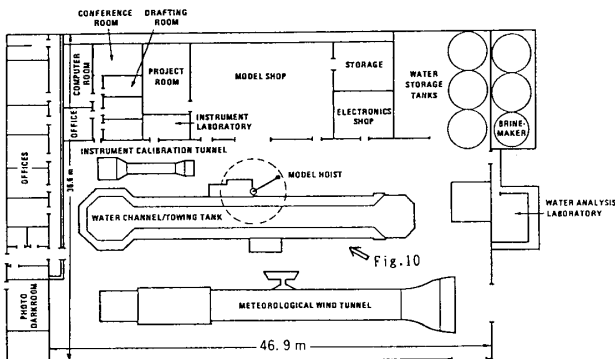 CONFERENCE
ROOM
DRAFTING
ROOM
COMPUTER
ROOM
PROJECT
ROOM
MODEL SHOP
STORAGE
WATER
STORAGE
TANKS
OFFICE
INSTRUMENT
LABORATORY
ELECTRONICS
SHOP
BRINE-
MAKER
INSTRUMENT CALIBRATION TUNNEL
OFFICES
36.6 m
MODEL HOIST
WATER CHANNEL/TOWING TANK
WATER ANALYSIS
LABORATORY
Fig.10
PHOTO
DARKROOM
METEOROLOGICAL WIND TUNNEL
46.9 m